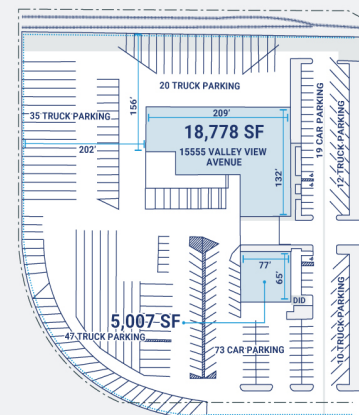 20 TRUCK PARKING
156'
209'
35 TRUCK PARKING
18,778 SF
15555 VALLEY VIEW
AVENUE
19 CAR PARKING
202'
132'
12 TRUCK PARKING
77'
65'
DID
5,007 SF
47 TRUCK PARKING
73 CAR PARKING
10 TRUCK PARKING